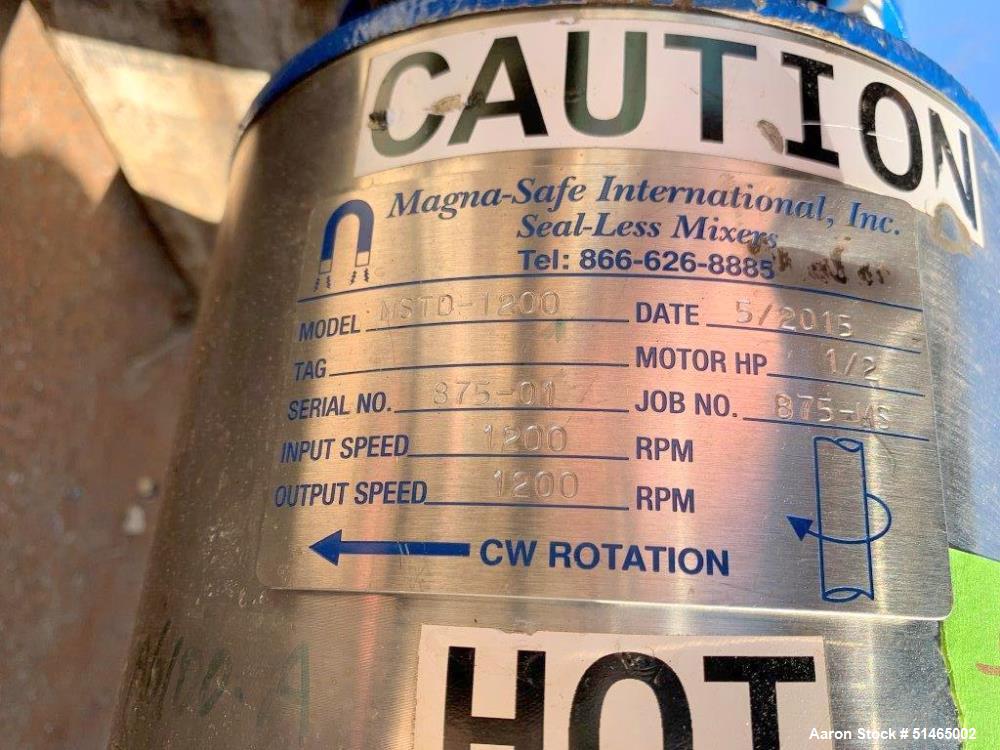 CAUTION
Magna-Safe International, Inc.
Seal-Less Mixers
Tel: 866-626-8885
MODEL MSTD-1200 DATE 5/2015
TAG MOTOR HP 1/2
SERIAL NO. 875-01 JOB NO. 875-MS
INPUT SPEED 1200 RPM
OUTPUT SPEED 1200 RPM
CW ROTATION
HOT
Aaron Stock # 51465002